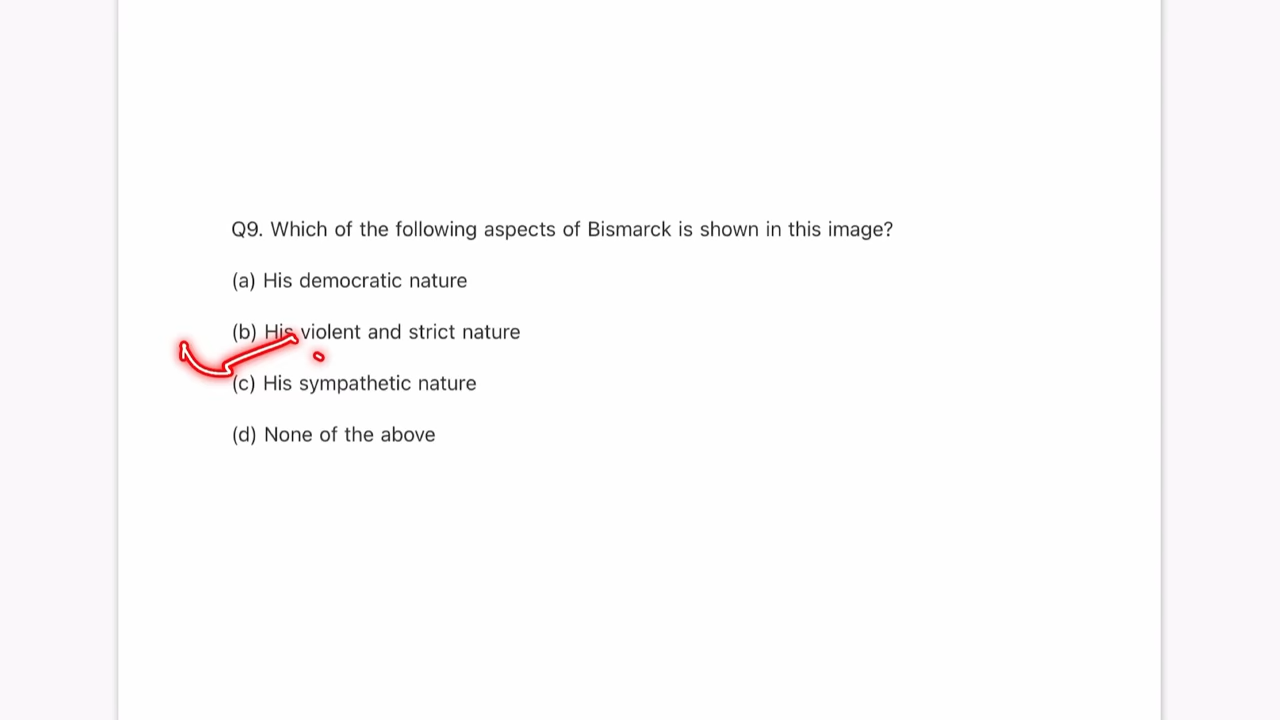 Q9. Which of the following aspects of Bismarck is shown in this image?
(a) His democratic nature
(b) His violent and strict nature
(c) His sympathetic nature
(d) None of the above